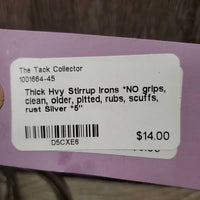 The Tack Collector
1001664-45
Thick Hvy Stirrup Irons *NO grips,
clean, older, pitted, rubs, scuffs,
rust Silver *5"
$14.00
D5CXE6